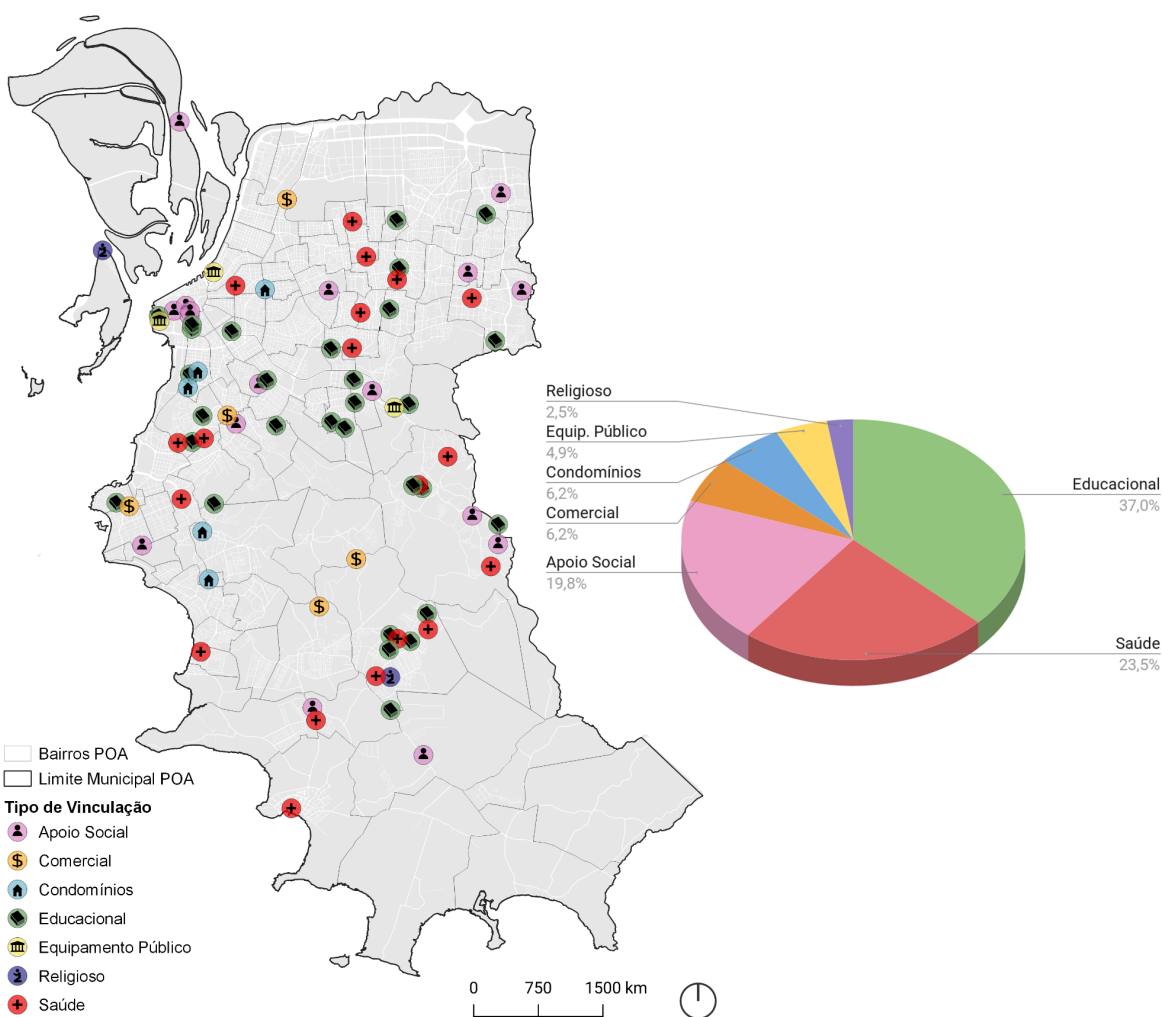 Religioso
2,5%
Equip. Público
4,9%
Condomínios
6,2%
Comercial
6,2%
Apoio Social
19,8%
Educacional
37,0%
Saúde
23,5%
Bairros POA
Limite Municipal POA
Tipo de Vinculação
Apoio Social
Comercial
Condomínios
Educacional
Equipamento Público
Religioso
Saúde
0 750 1500 km